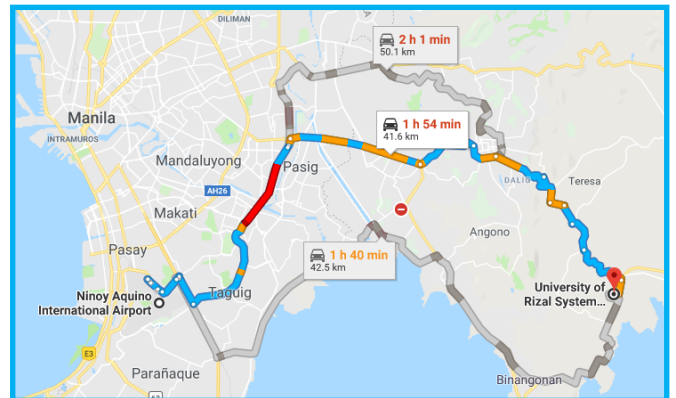 DILIMAN
2 h 1 min
50.1 km
Manila
INTRAMUROS
1 h 54 min
41.6 km
Mandaluyong
Pasig
AH26
DALIG
Teresa
Makati
Angono
Pasay
1 h 40 min
42.5 km
Ninoy Aquino
International Airport
Taguig
University of
Rizal System...
E3
Parañaque
Binangonan
63